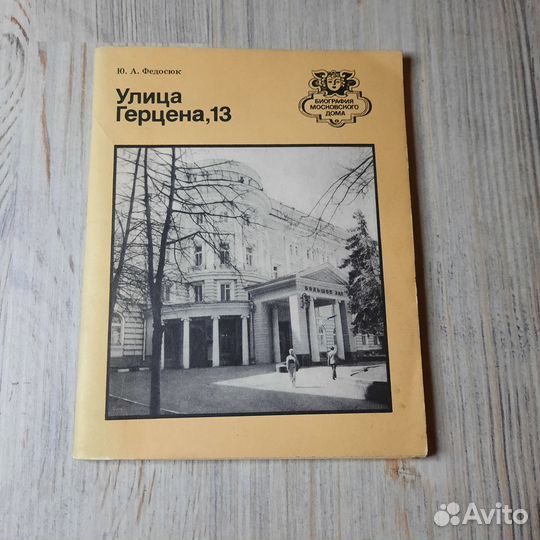 Ю. А. Федосюк
Улица
Герцена, 13
БИОГРАФИЯ
МОСКОВСКОГО
ДОМА
БОЛЬШОЙ ЗАЛ
Avito